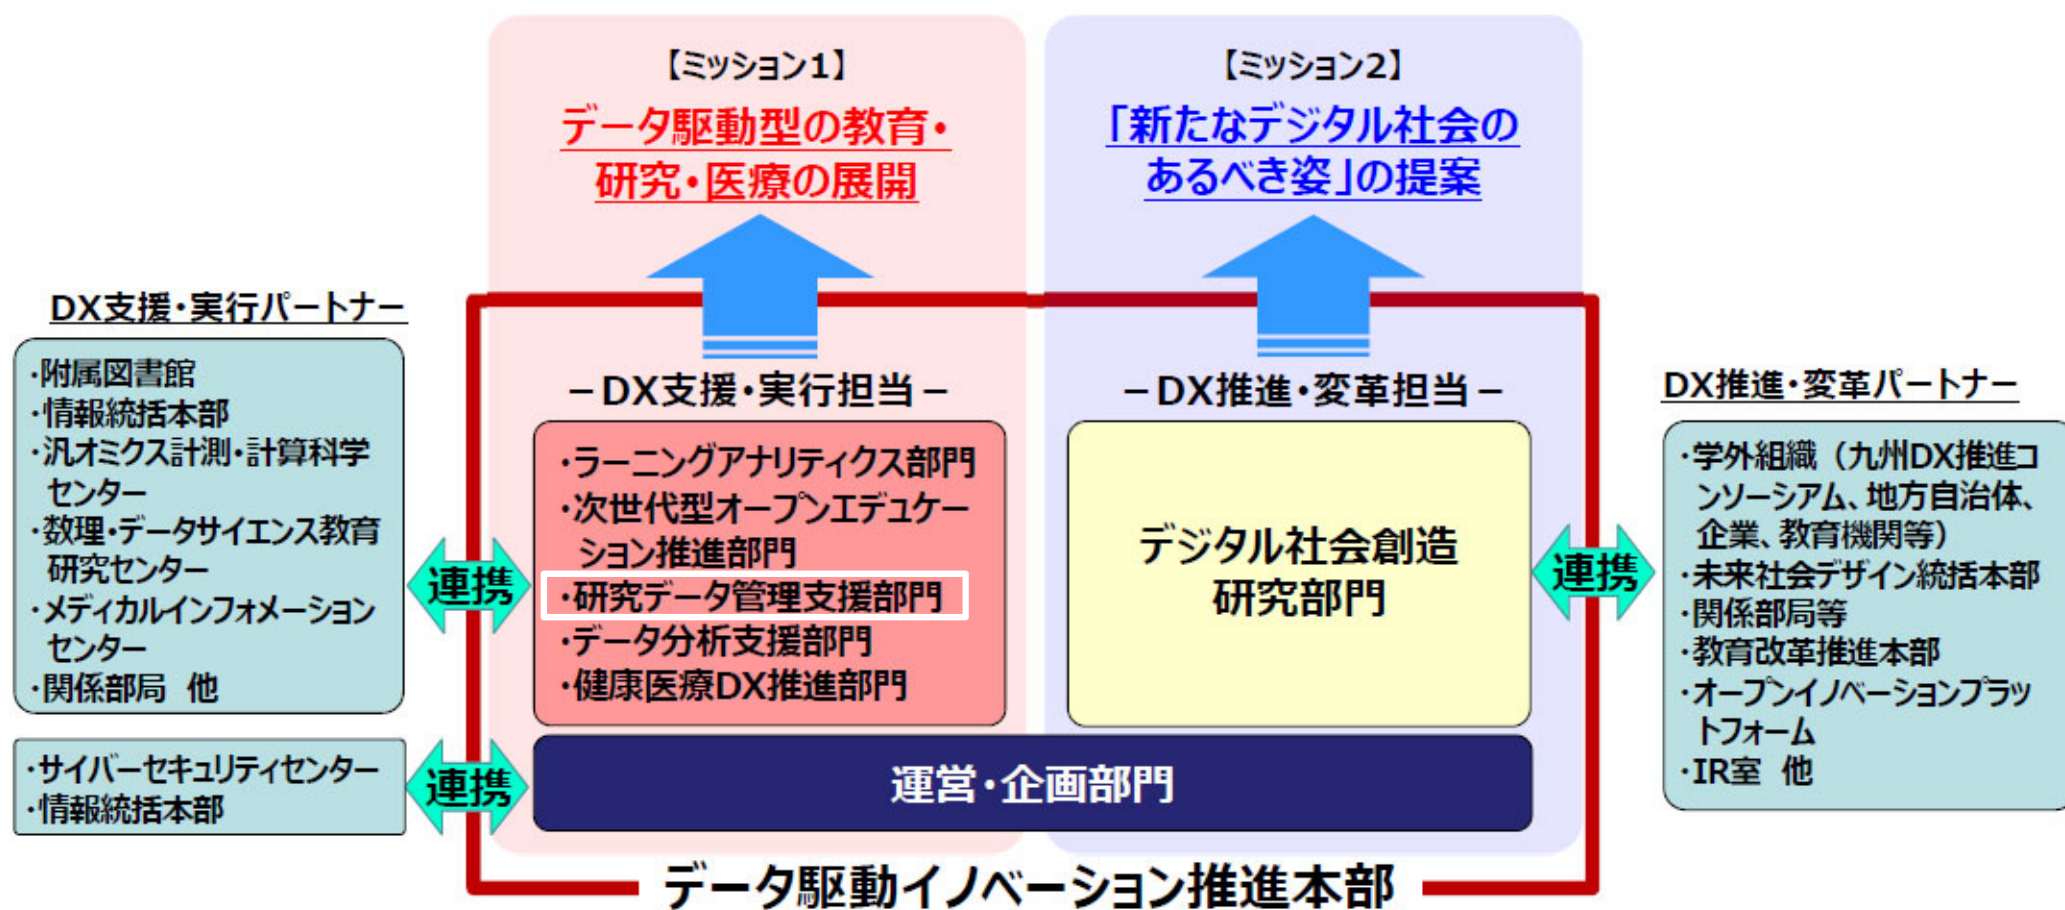 【ミッション1】
データ駆動型の教育・
研究・医療の展開
【ミッション2】
「新たなデジタル社会の
あるべき姿」の提案
DX支援・実行パートナー
・附属図書館
・情報統括本部
・汎オミクス計測・計算科学
センター
・数理・データサイエンス教育
研究センター
・メディカルインフォメーション
センター
・関係部局 他
連携
・サイバーセキュリティセンター
・情報統括本部
連携
－DX支援・実行担当－
・ラーニングアナリティクス部門
・次世代型オープンエデュケー
ション推進部門
・研究データ管理支援部門
・データ分析支援部門
・健康医療DX推進部門
－DX推進・変革担当－
デジタル社会創造
研究部門
運営・企画部門
連携
DX推進・変革パートナー
・学外組織（九州DX推進コ
ンソーシアム、地方自治体、
企業、教育機関等）
・未来社会デザイン統括本部
・関係部局等
・教育改革推進本部
・オープンイノベーションプラッ
トフォーム
・IR室 他
データ駆動イノベーション推進本部